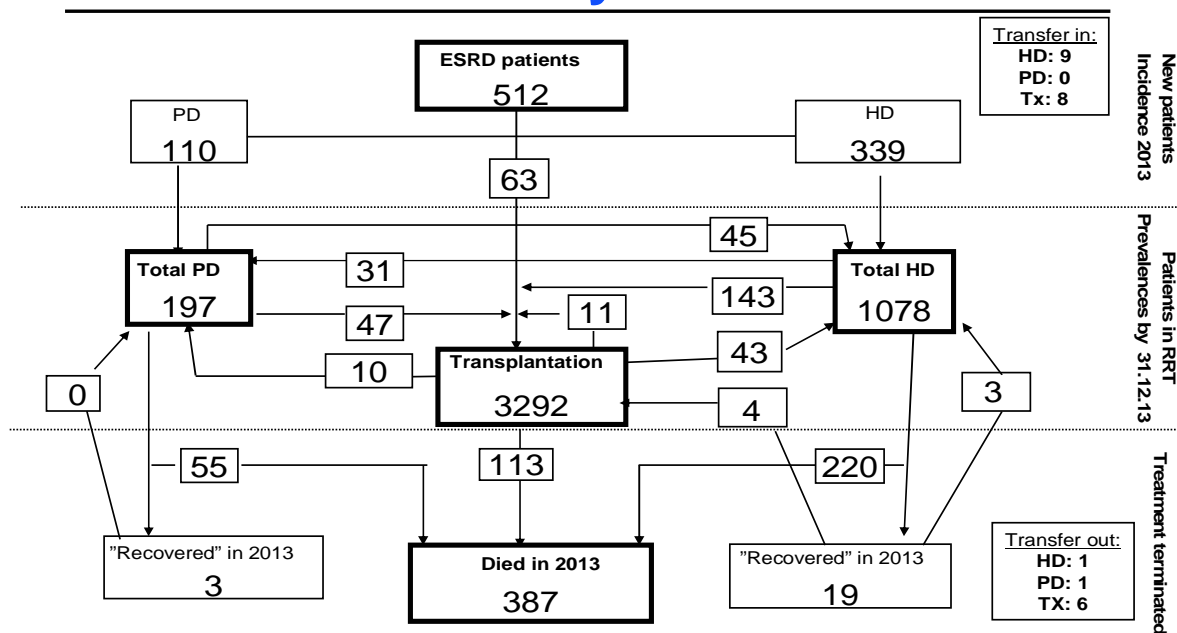 Transfer in:
HD: 9
PD: 0
Tx: 8
ESRD patients
512
PD
110
HD
339
63
New patients
Incidence 2013
45
31
Total PD
197
Total HD
1078
143
11
47
43
10
Transplantation
3292
0
4
3
Patients in RRT
Prevalences by 31.12.13
55
113
220
"Recovered" in 2013
3
Died in 2013
387
"Recovered" in 2013
19
Transfer out:
HD: 1
PD: 1
TX: 6
Treatment terminated